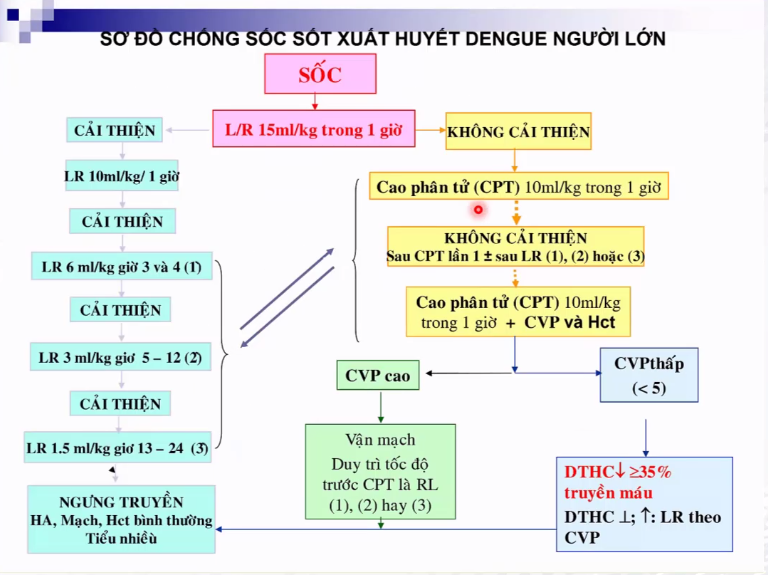 SƠ ĐỒ CHỐNG SỐC SỐT XUẤT HUYẾT DENGUE NGƯỜI LỚN
SỐC
CẢI THIỆN
L/R 15ml/kg trong 1 giờ
KHÔNG CẢI THIỆN
LR 10ml/kg/ 1 giờ
Cao phân tử (CPT) 10ml/kg trong 1 giờ
CẢI THIỆN
KHÔNG CẢI THIỆN
Sau CPT lần 1 ± sau LR (1), (2) hoặc (3)
LR 6 ml/kg giờ 3 và 4 (1)
CẢI THIỆN
Cao phân tử (CPT) 10ml/kg
trong 1 giờ + CVP và Hct
LR 3 ml/kg giơ 5 – 12 (2)
CVP cao
CVPthấp
(< 5)
CẢI THIỆN
LR 1.5 ml/kg giơ 13 – 24 (3)
Vận mạch
Duy trì tốc độ
trước CPT là RL
(1), (2) hay (3)
DTHC↓ ≥35%
truyền máu
DTHC ⊥; ↑: LR theo
CVP
NGƯNG TRUYỀN
HA, Mạch, Hct bình thường
Tiểu nhiều